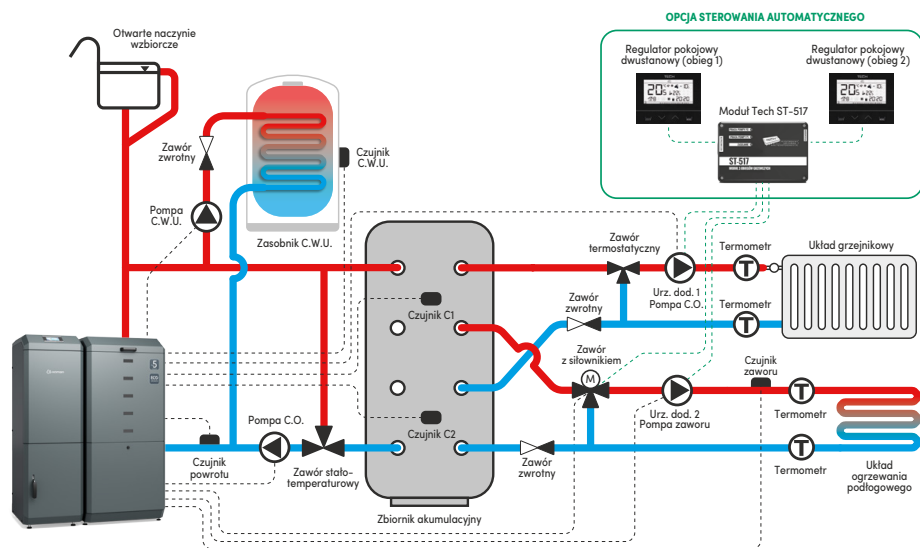 OPCJA STEROWANIA AUTOMATYCZNEGO
Otwarte naczynie
wzbiorcze
Regulator pokojowy
dwustanowy (obieg 1)
Regulator pokojowy
dwustanowy (obieg 2)
Moduł Tech ST-517
ST-517
Zawór
zwrotny
Czujnik
C.W.U.
Pompa
C.W.U.
Zasobnik C.W.U.
Zawór
termostatyczny
Termometr
Układ grzejnikowy
T
Urz. dod. 1
Pompa C.O.
Czujnik C1
Zawór
zwrotny
Termometr
T
Zawór
z siłownikiem
M
Czujnik
zaworu
T
Urz. dod. 2
Pompa zaworu
Termometr
Czujnik C2
Pompa C.O.
T
Czujnik
powrotu
Zawór stało-
temperaturowy
Zawór
zwrotny
Termometr
Układ
ogrzewania
podłogowego
Zbiornik akumulacyjny